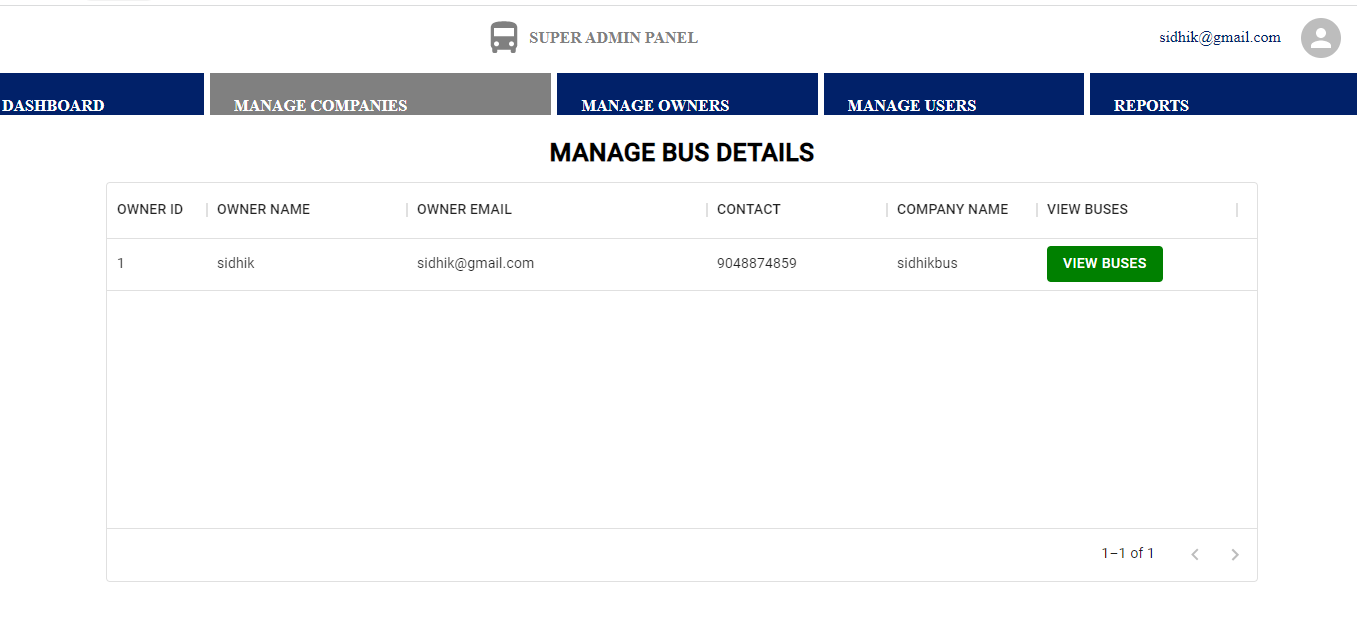 SUPER ADMIN PANEL
sidhik@gmail.com
DASHBOARD
MANAGE COMPANIES
MANAGE OWNERS
MANAGE USERS
REPORTS
MANAGE BUS DETAILS
OWNER ID OWNER NAME OWNER EMAIL CONTACT COMPANY NAME VIEW BUSES
1 sidhik sidhik@gmail.com 9048874859 sidhikbus VIEW BUSES
1–1 of 1